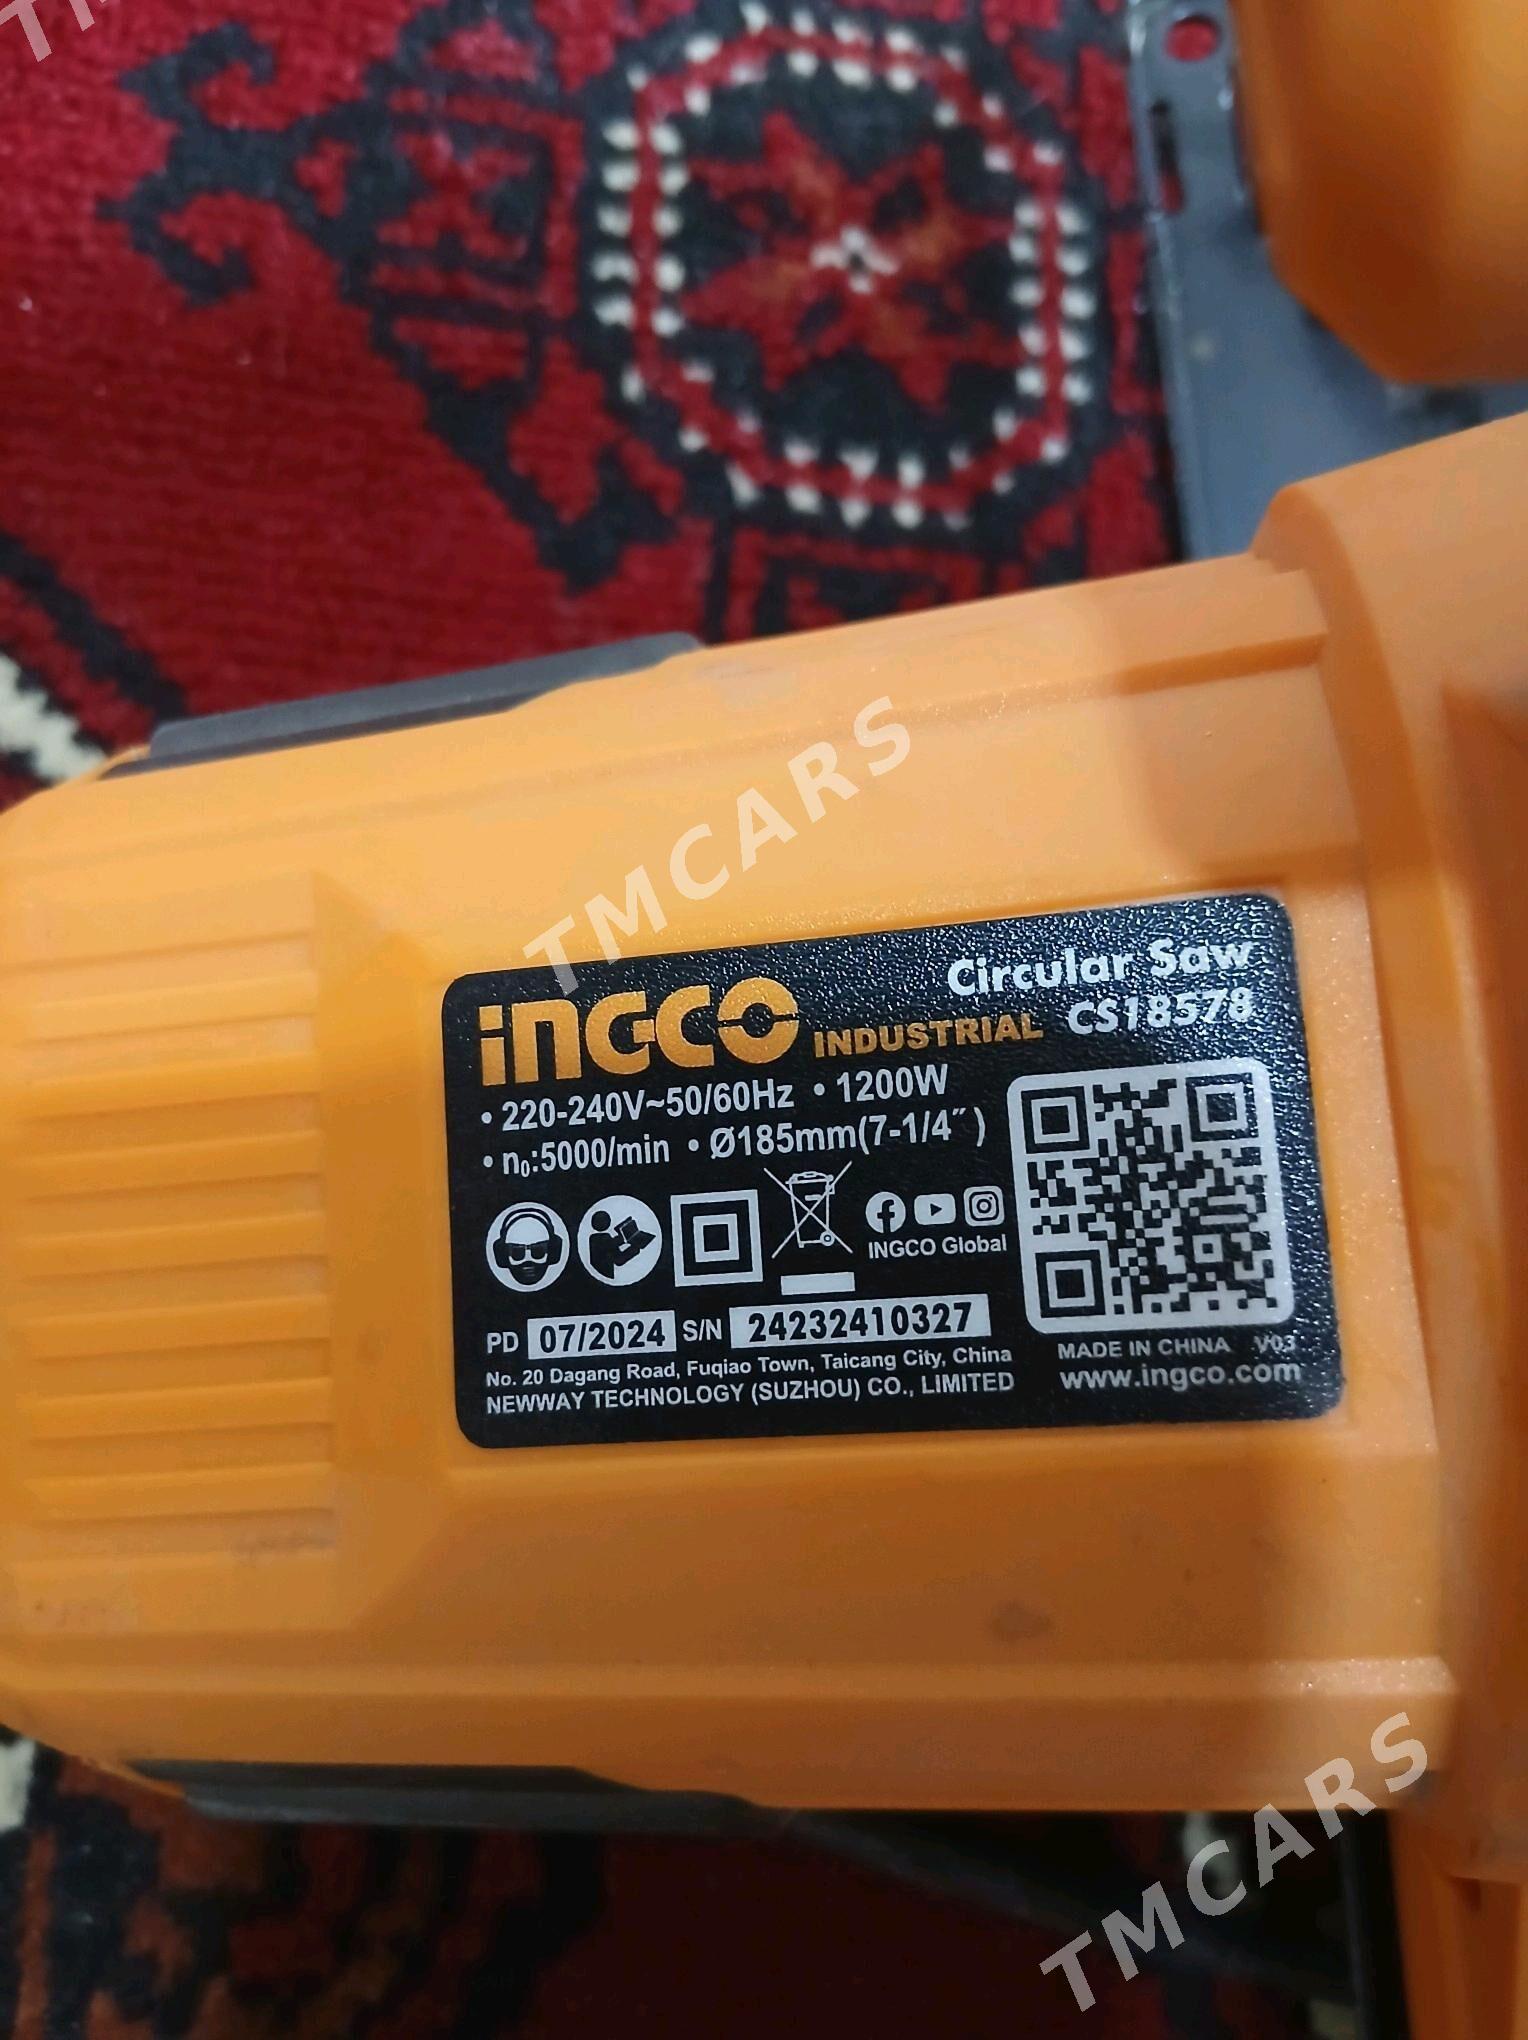 TMCARS
Circular Saw
INGCO INDUSTRIAL CS18578
• 220-240V~50/60Hz • 1200W
• n₀:5000/min • Ø185mm(7-1/4″)
INGCO Global
PD 07/2024 S/N 24232410327
No. 20 Dagang Road, Fuqiao Town, Taicang City, China
NEWWAY TECHNOLOGY (SUZHOU) CO., LIMITED
MADE IN CHINA V03
www.ingco.com
TMCARS